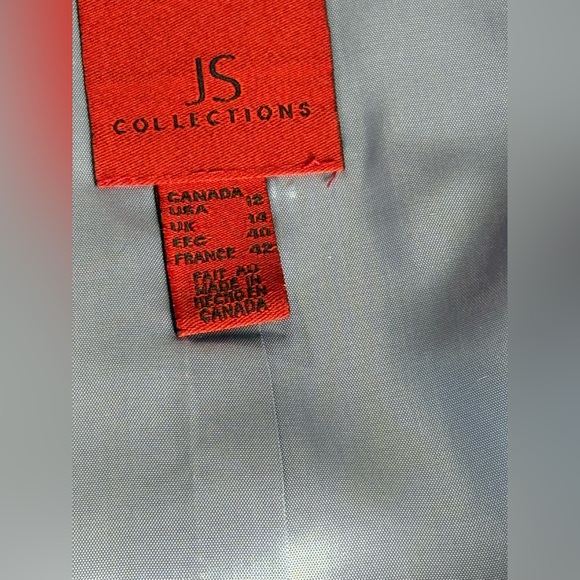 JS
COLLECTIONS
CANADA 12
USA
UK 14
EEC 40
FRANCE 42
FAIT AU
MADE IN
HECHO EN
CANADA